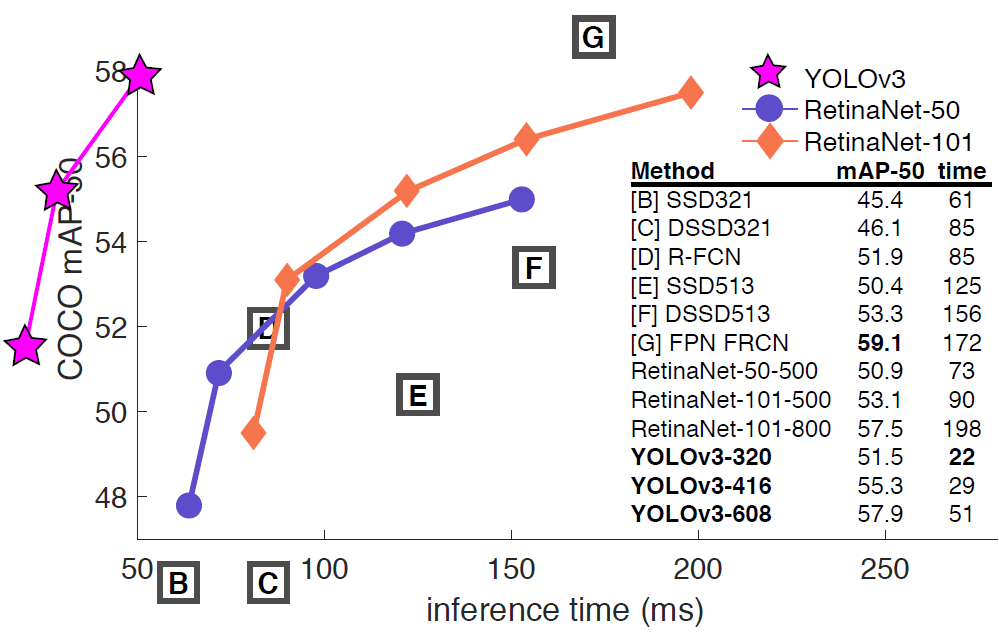 G
58
56
54
52
50
48
COCO mAP-50
D
F
E
B
C
50
100
150
200
250
inference time (ms)
YOLOv3
RetinaNet-50
RetinaNet-101
Method mAP-50 time
[B] SSD321 45.4 61
[C] DSSD321 46.1 85
[D] R-FCN 51.9 85
[E] SSD513 50.4 125
[F] DSSD513 53.3 156
[G] FPN FRCN 59.1 172
RetinaNet-50-500 50.9 73
RetinaNet-101-500 53.1 90
RetinaNet-101-800 57.5 198
YOLOv3-320 51.5 22
YOLOv3-416 55.3 29
YOLOv3-608 57.9 51